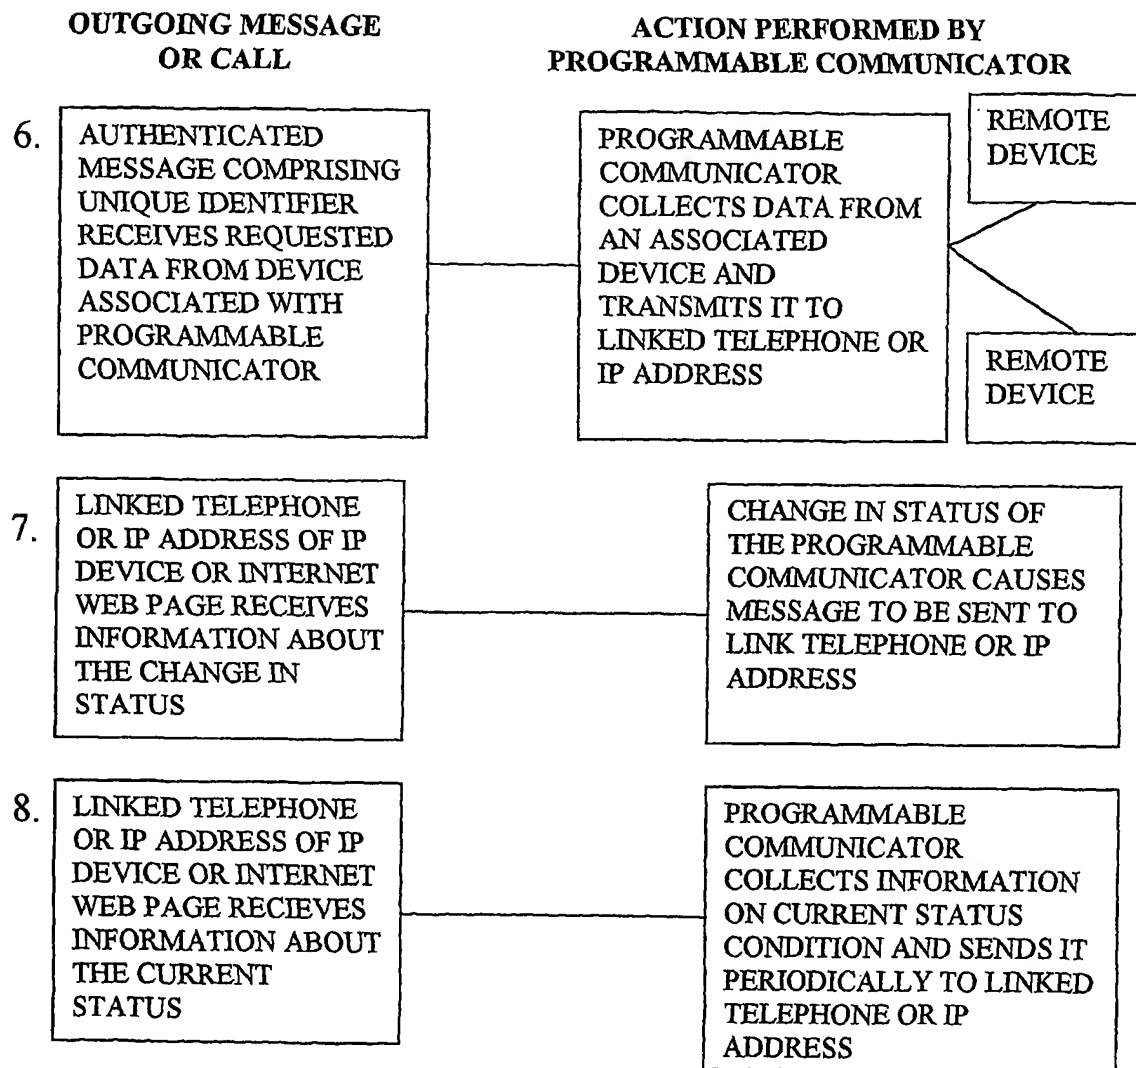 OUTGOING MESSAGE
OR CALL
ACTION PERFORMED BY
PROGRAMMABLE COMMUNICATOR
6.
AUTHENTICATED
MESSAGE COMPRISING
UNIQUE IDENTIFIER
RECEIVES REQUESTED
DATA FROM DEVICE
ASSOCIATED WITH
PROGRAMMABLE
COMMUNICATOR
PROGRAMMABLE
COMMUNICATOR
COLLECTS DATA FROM
AN ASSOCIATED
DEVICE AND
TRANSMITS IT TO
LINKED TELEPHONE OR
IP ADDRESS
REMOTE
DEVICE
REMOTE
DEVICE
7.
LINKED TELEPHONE
OR IP ADDRESS OF IP
DEVICE OR INTERNET
WEB PAGE RECEIVES
INFORMATION ABOUT
THE CHANGE IN
STATUS
CHANGE IN STATUS OF
THE PROGRAMMABLE
COMMUNICATOR CAUSES
MESSAGE TO BE SENT TO
LINK TELEPHONE OR IP
ADDRESS
8.
LINKED TELEPHONE
OR IP ADDRESS OF IP
DEVICE OR INTERNET
WEB PAGE RECIEVES
INFORMATION ABOUT
THE CURRENT
STATUS
PROGRAMMABLE
COMMUNICATOR
COLLECTS INFORMATION
ON CURRENT STATUS
CONDITION AND SENDS IT
PERIODICALLY TO LINKED
TELEPHONE OR IP
ADDRESS